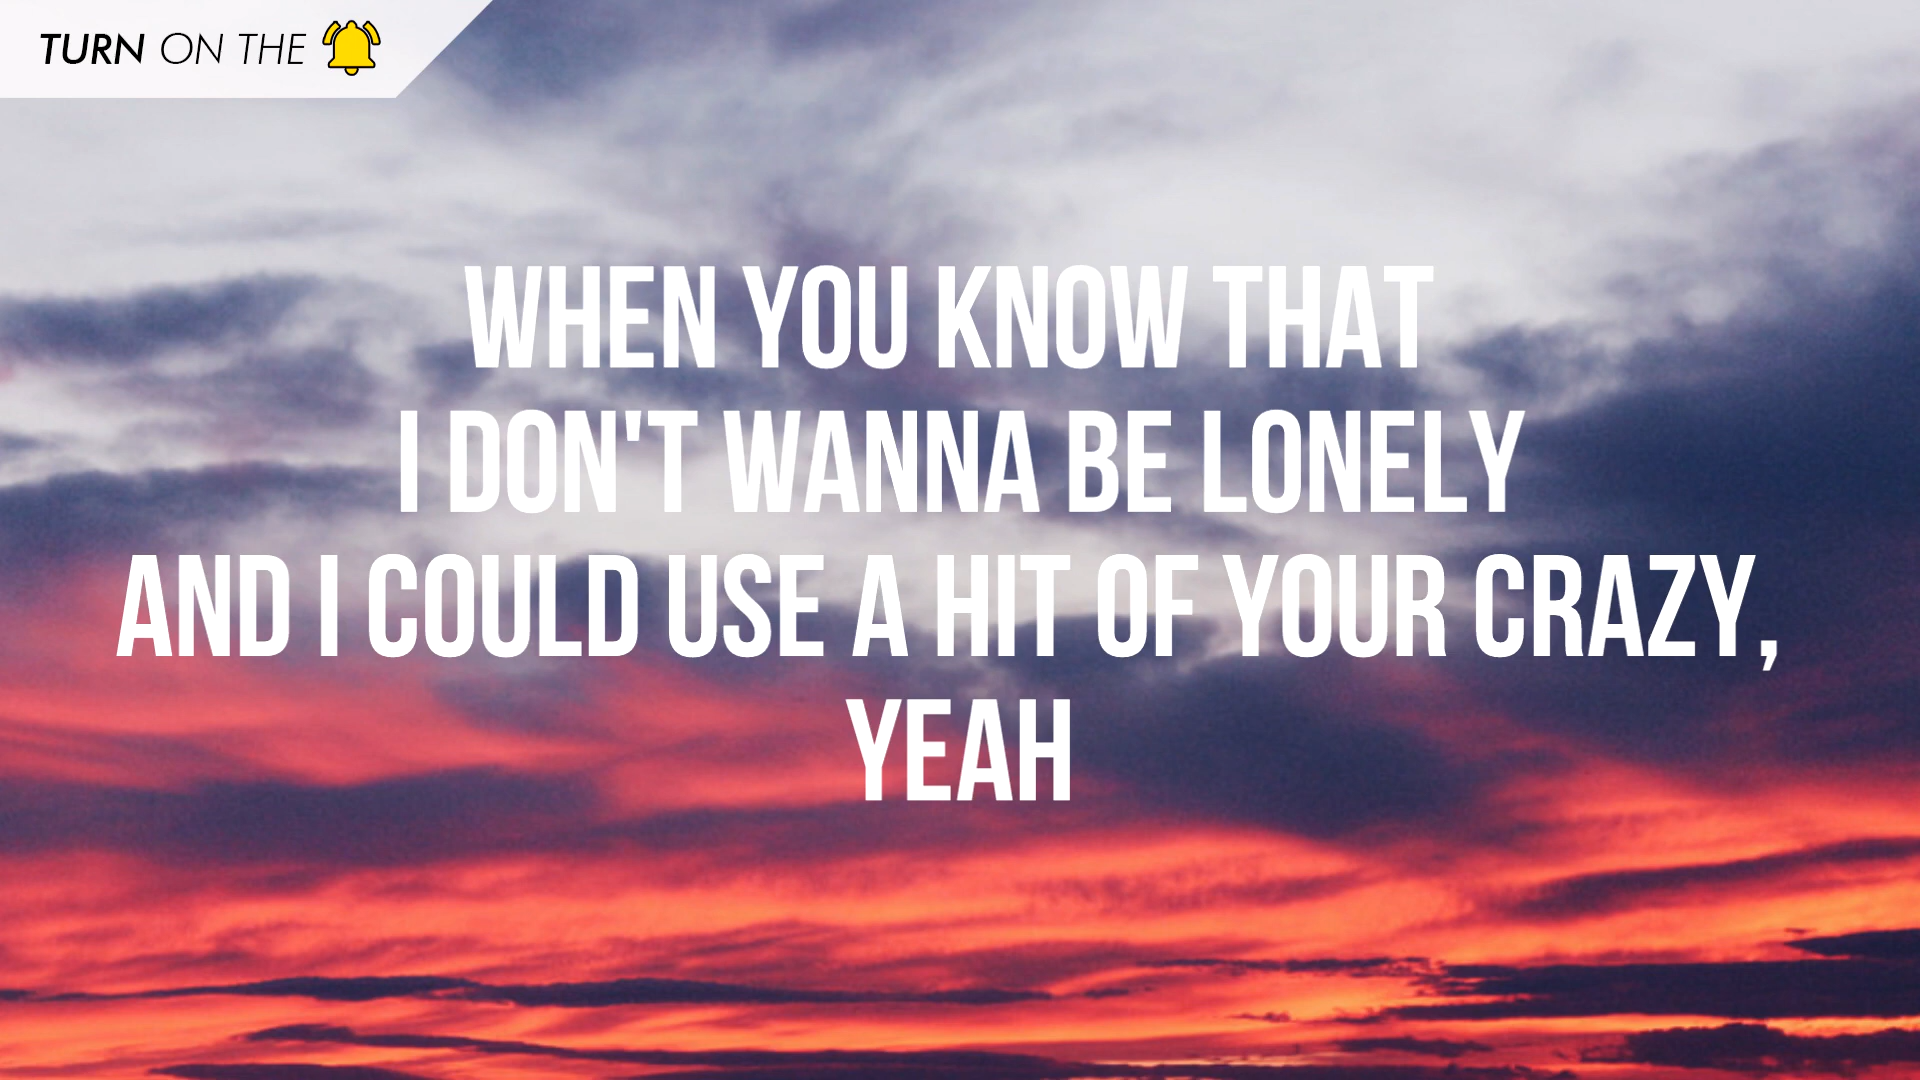 TURN ON THE
WHEN YOU KNOW THAT
I DON'T WANNA BE LONELY
AND I COULD USE A HIT OF YOUR CRAZY,
YEAH